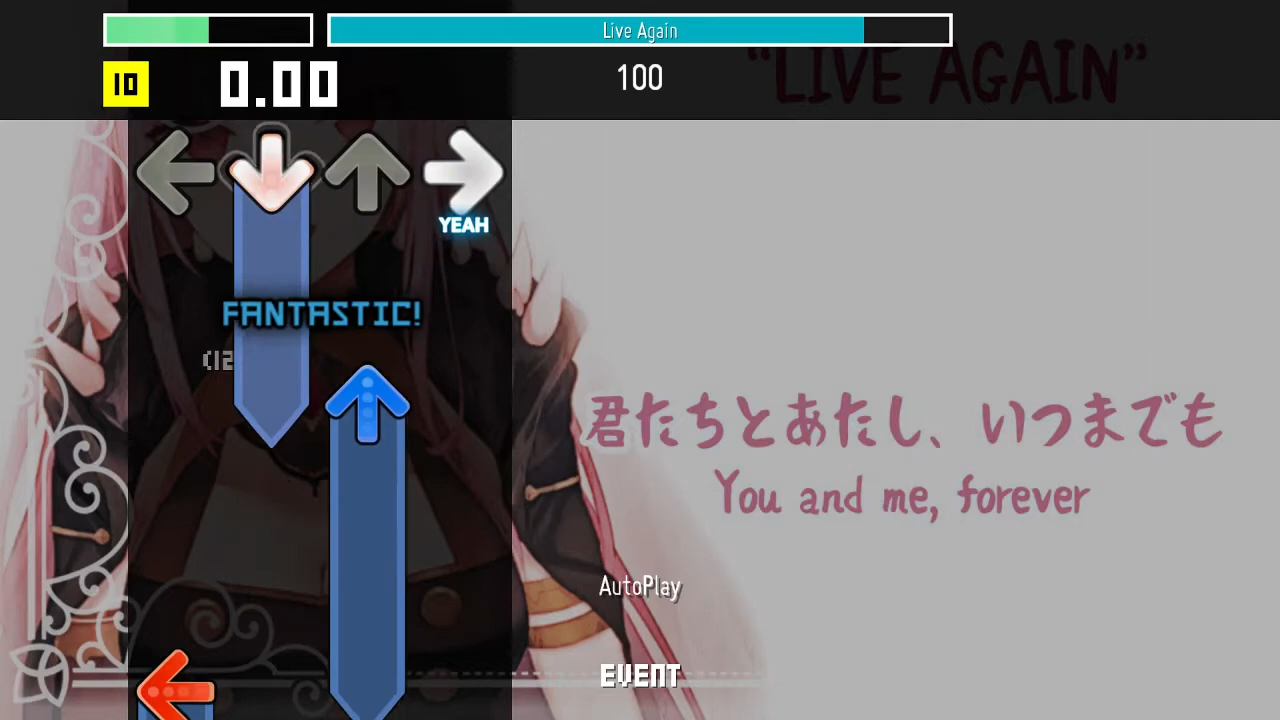 Live Again
“LIVE AGAIN”
10
0.00
100
YEAH
FANTASTIC!
(12
君たちとあたし、いつまでも
You and me, forever
AutoPlay
EVENT